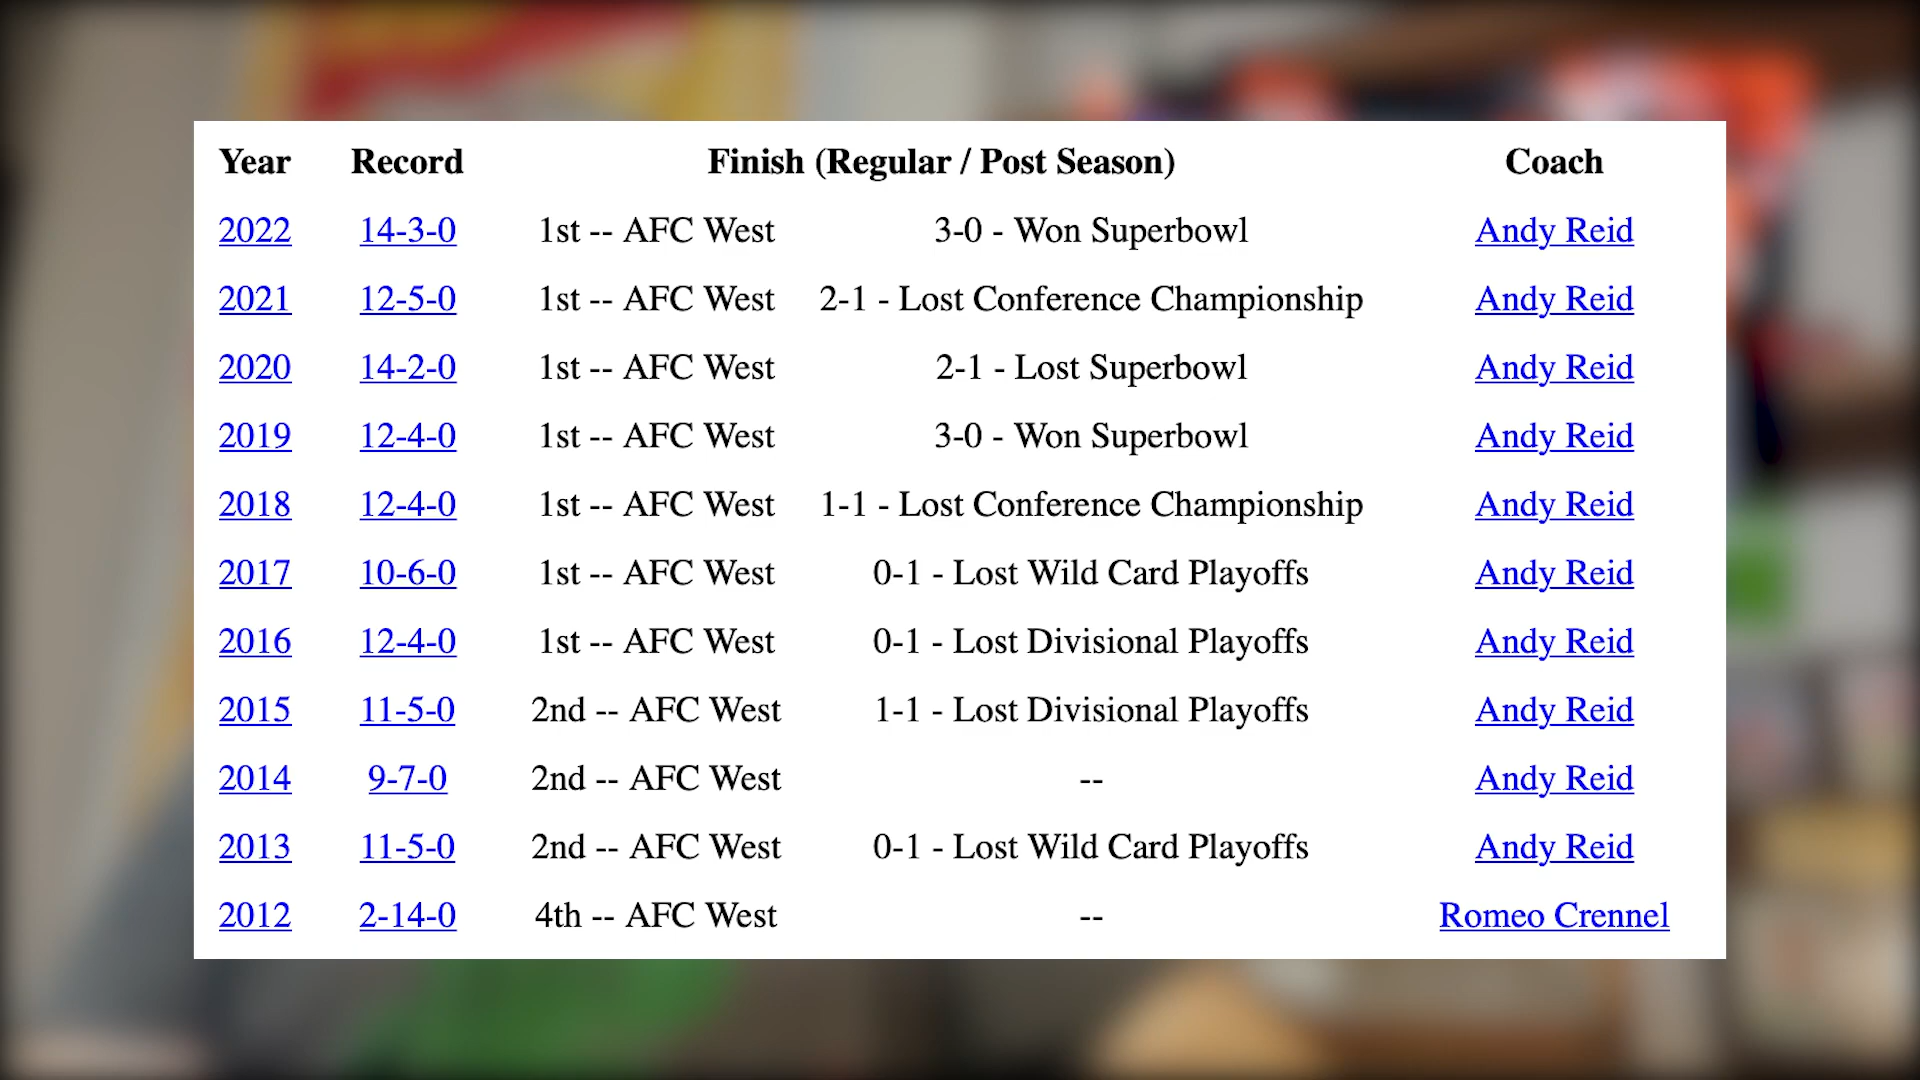 Year Record Finish (Regular / Post Season) Coach
2022 14-3-0 1st -- AFC West 3-0 - Won Superbowl Andy Reid
2021 12-5-0 1st -- AFC West 2-1 - Lost Conference Championship Andy Reid
2020 14-2-0 1st -- AFC West 2-1 - Lost Superbowl Andy Reid
2019 12-4-0 1st -- AFC West 3-0 - Won Superbowl Andy Reid
2018 12-4-0 1st -- AFC West 1-1 - Lost Conference Championship Andy Reid
2017 10-6-0 1st -- AFC West 0-1 - Lost Wild Card Playoffs Andy Reid
2016 12-4-0 1st -- AFC West 0-1 - Lost Divisional Playoffs Andy Reid
2015 11-5-0 2nd -- AFC West 1-1 - Lost Divisional Playoffs Andy Reid
2014 9-7-0 2nd -- AFC West -- Andy Reid
2013 11-5-0 2nd -- AFC West 0-1 - Lost Wild Card Playoffs Andy Reid
2012 2-14-0 4th -- AFC West -- Romeo Crennel